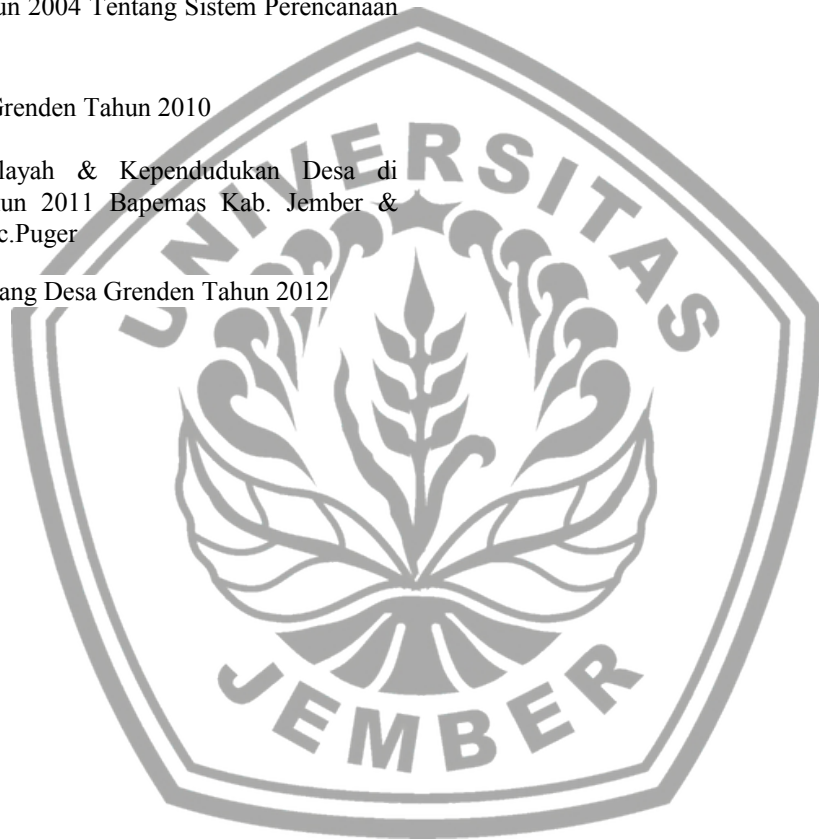 un 2004 Tentang Sistem Perencanaan
Grenden Tahun 2010
layah & Kependudukan Desa di
un 2011 Bapemas Kab. Jember &
c.Puger
ang Desa Grenden Tahun 2012
UNIVERSITAS
JEMBER